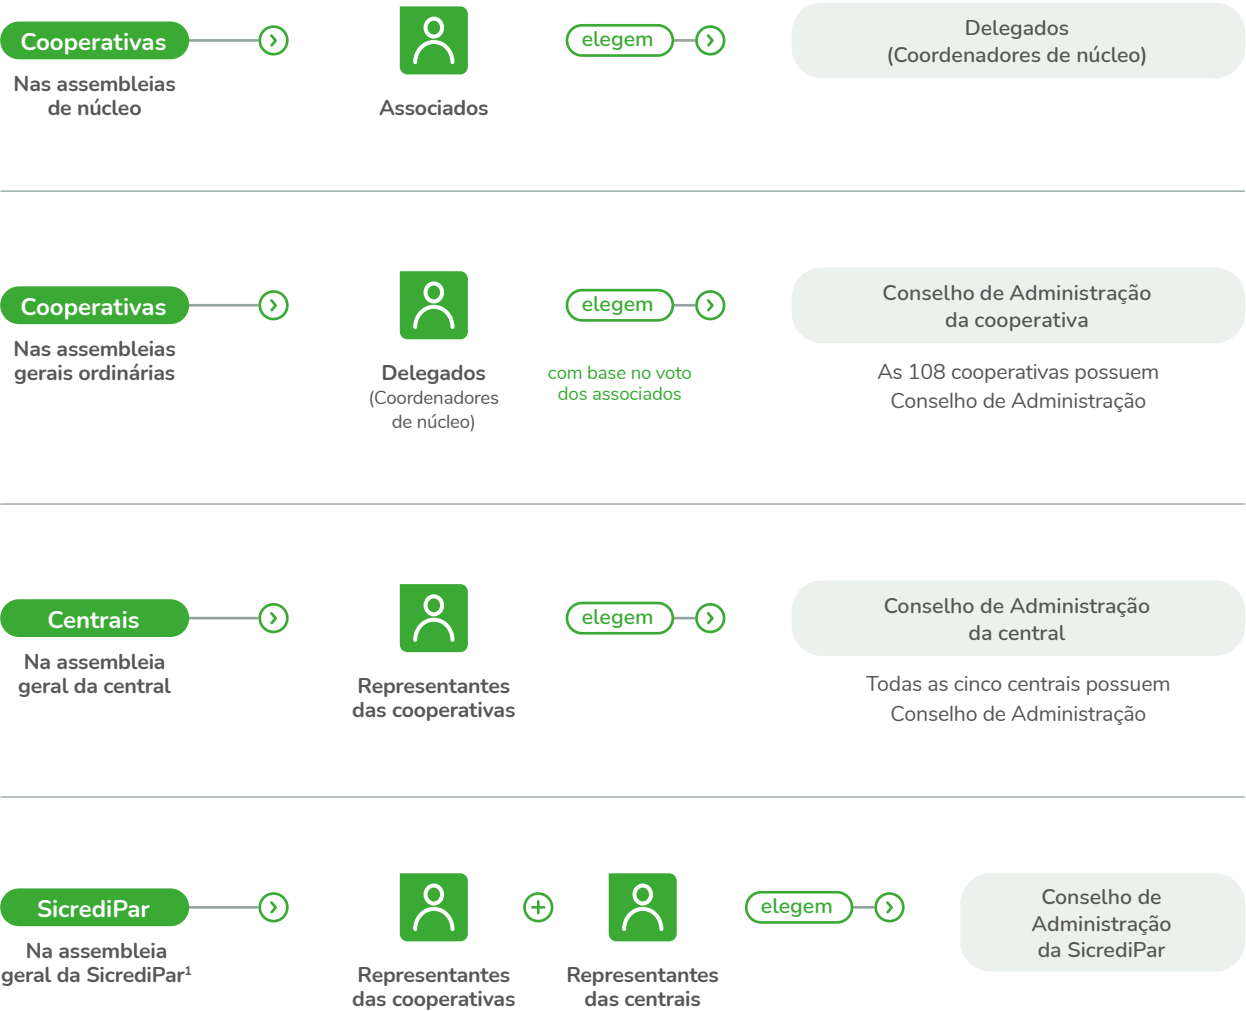 Cooperativas
Nas assembleias
de núcleo
Associados
elegem
Delegados
(Coordenadores de núcleo)
Cooperativas
Nas assembleias
gerais ordinárias
Delegados
(Coordenadores
de núcleo)
elegem
com base no voto
dos associados
Conselho de Administração
da cooperativa
As 108 cooperativas possuem
Conselho de Administração
Centrais
Na assembleia
geral da central
Representantes
das cooperativas
elegem
Conselho de Administração
da central
Todas as cinco centrais possuem
Conselho de Administração
SicrediPar
Na assembleia
geral da SicrediPar¹
Representantes
das cooperativas
Representantes
das centrais
elegem
Conselho de
Administração
da SicrediPar